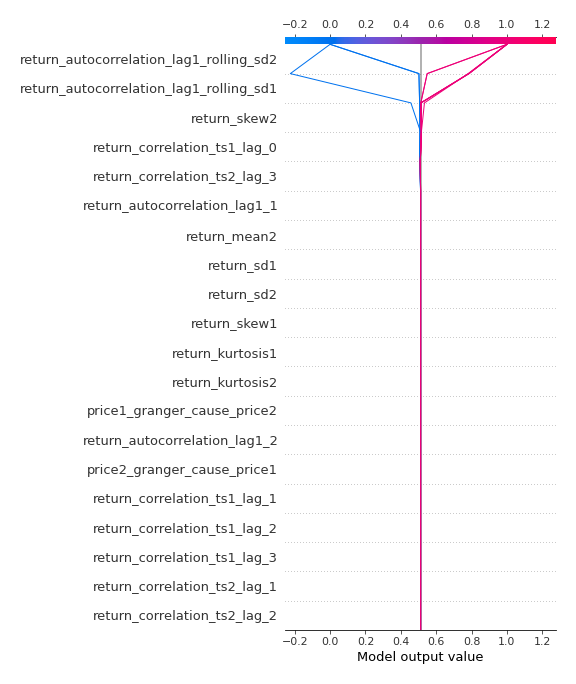 −0.2 0.0 0.2 0.4 0.6 0.8 1.0 1.2
return_autocorrelation_lag1_rolling_sd2
return_autocorrelation_lag1_rolling_sd1
return_skew2
return_correlation_ts1_lag_0
return_correlation_ts2_lag_3
return_autocorrelation_lag1_1
return_mean2
return_sd1
return_sd2
return_skew1
return_kurtosis1
return_kurtosis2
price1_granger_cause_price2
return_autocorrelation_lag1_2
price2_granger_cause_price1
return_correlation_ts1_lag_1
return_correlation_ts1_lag_2
return_correlation_ts1_lag_3
return_correlation_ts2_lag_1
return_correlation_ts2_lag_2
−0.2 0.0 0.2 0.4 0.6 0.8 1.0 1.2
Model output value